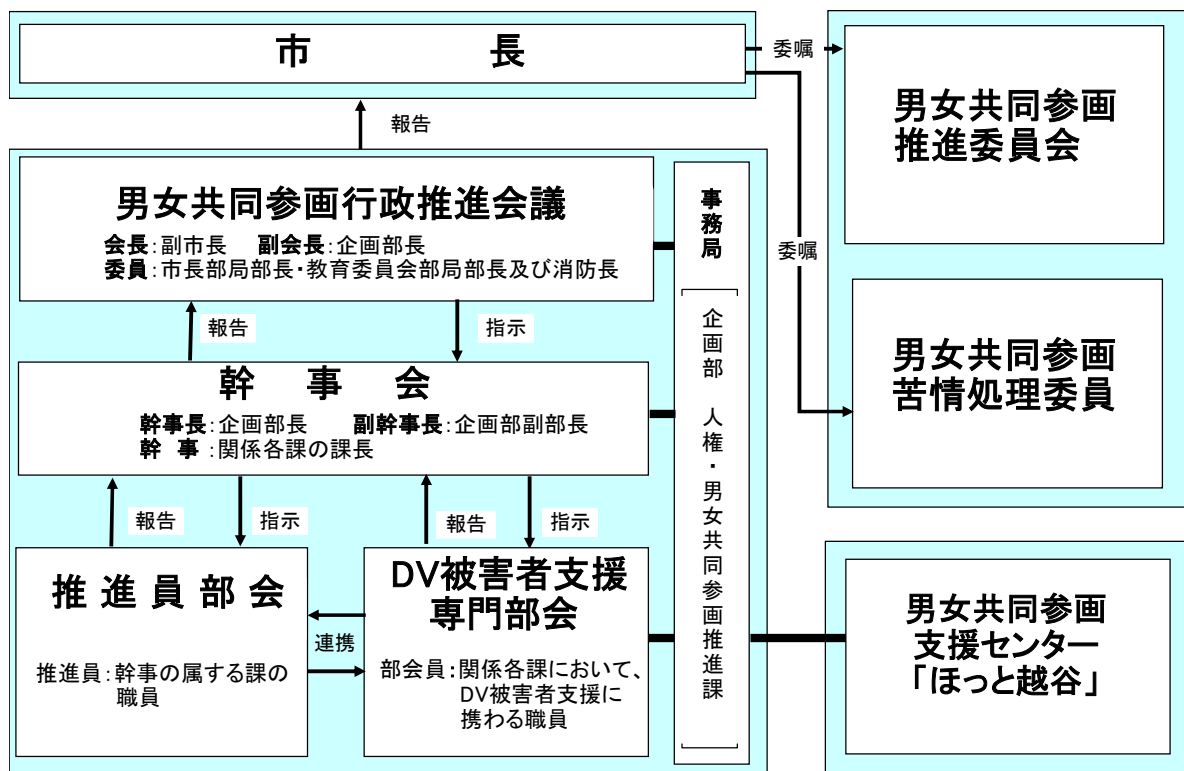 市　　　長
委嘱
男女共同参画
推進委員会
報告
男女共同参画行政推進会議
会長：副市長　副会長：企画部長
委員：市長部局部長・教育委員会部局部長及び消防長
事務局
企画部　人権・男女共同参画推進課
委嘱
男女共同参画
苦情処理委員
報告
指示
幹　事　会
幹事長：企画部長　副幹事長：企画部副部長
幹　事：関係各課の課長
報告
指示
報告
指示
推進員部会
推進員：幹事の属する課の
職員
連携
DV被害者支援
専門部会
部会員：関係各課において、
DV被害者支援に
携わる職員
男女共同参画
支援センター
「ほっと越谷」